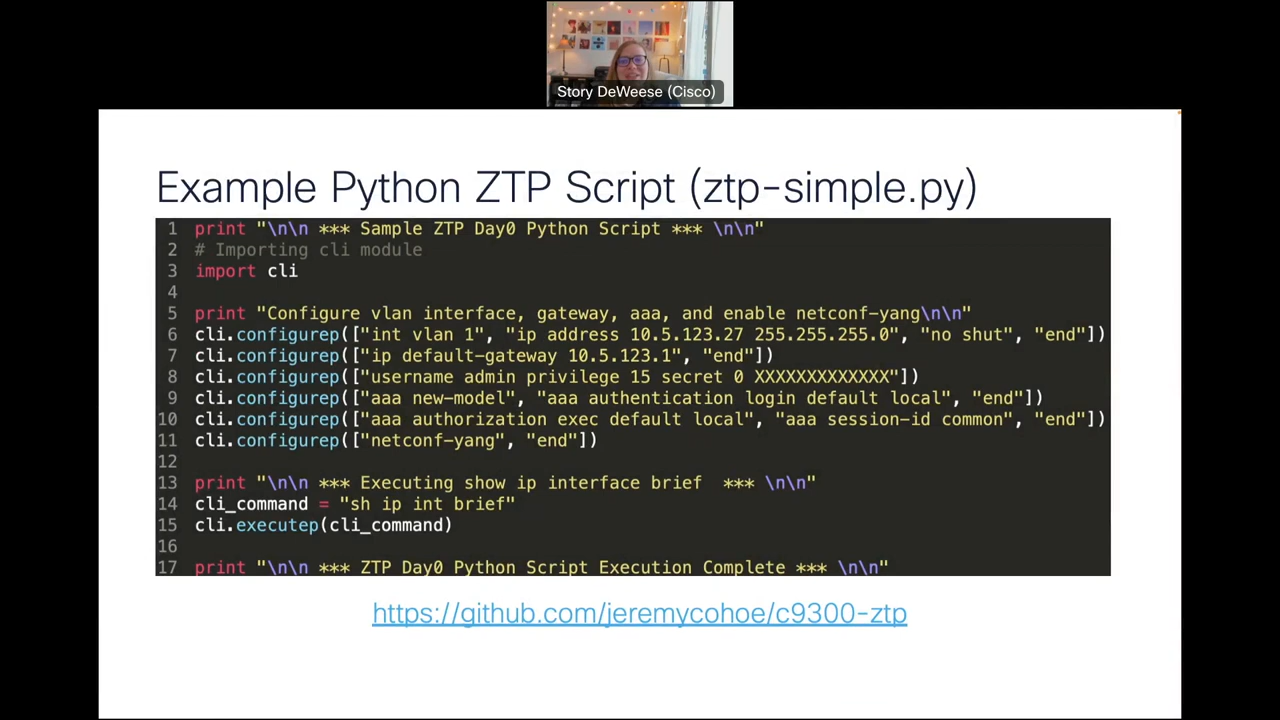 Story DeWeese (Cisco)
Example Python ZTP Script (ztp-simple.py)
1 print "\n\n *** Sample ZTP Day0 Python Script *** \n\n"
2 # Importing cli module
3 import cli
4
5 print "Configure vlan interface, gateway, aaa, and enable netconf-yang\n\n"
6 cli.configurep(["int vlan 1", "ip address 10.5.123.27 255.255.255.0", "no shut", "end"])
7 cli.configurep(["ip default-gateway 10.5.123.1", "end"])
8 cli.configurep(["username admin privilege 15 secret 0 XXXXXXXXXXXXX"])
9 cli.configurep(["aaa new-model", "aaa authentication login default local", "end"])
10 cli.configurep(["aaa authorization exec default local", "aaa session-id common", "end"])
11 cli.configurep(["netconf-yang", "end"])
12
13 print "\n\n *** Executing show ip interface brief  *** \n\n"
14 cli_command = "sh ip int brief"
15 cli.executep(cli_command)
16
17 print "\n\n *** ZTP Day0 Python Script Execution Complete *** \n\n"
https://github.com/jeremycohoe/c9300-ztp